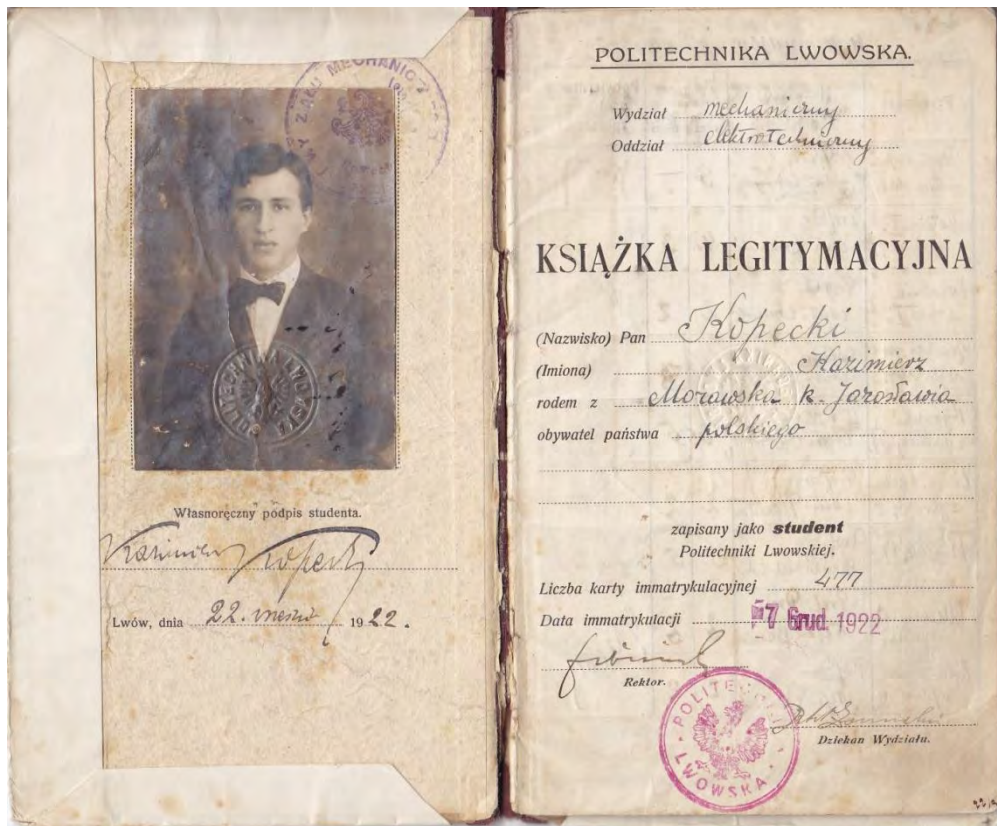 WYDZIAŁU MECHANICZ
POLITECHNIKA LWOWSKA
Własnoręczny podpis studenta.
Kazimierz Kopecki
Lwów, dnia 22. 1922.
POLITECHNIKA LWOWSKA.
Wydział mechaniczny
Oddział elektrotechniczny
KSIĄŻKA LEGITYMACYJNA
(Nazwisko) Pan Kopecki
(Imiona) Kazimierz
rodem z Morawska k. Jarosławia
obywatel państwa polskiego
zapisany jako student
Politechniki Lwowskiej.
Liczba karty immatrykulacyjnej 477
Data immatrykulacji 7 Grud. 1922
Rektor.
POLITECHNIKA LWOWSKA
Dziekan Wydziału.